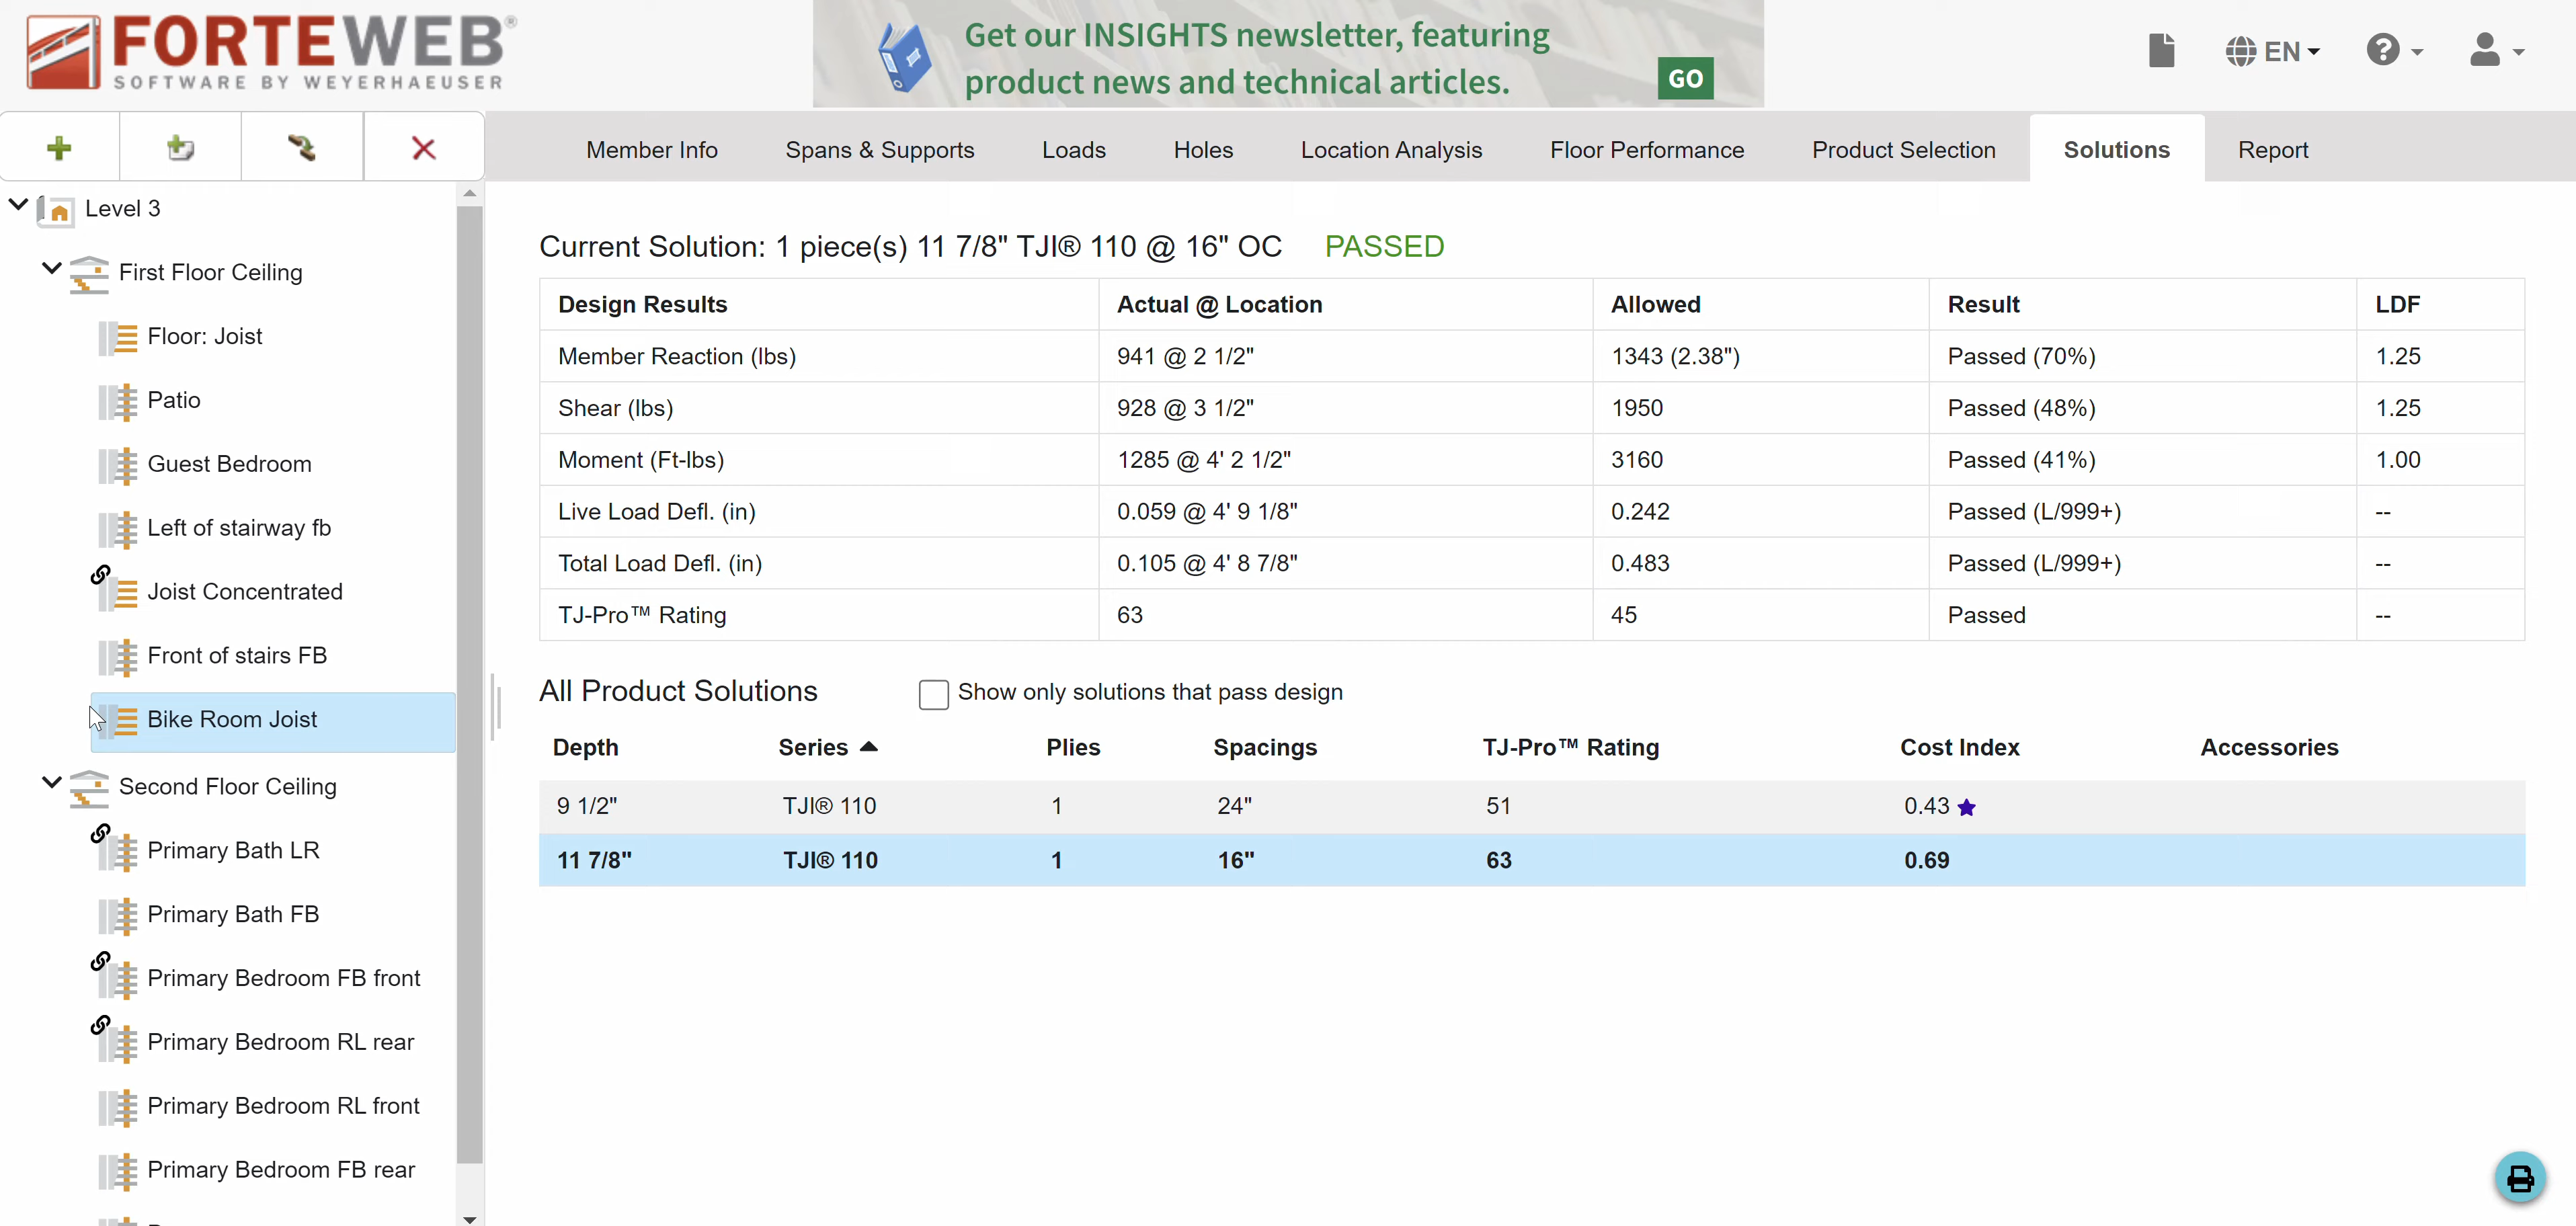 FORTEWEB®
SOFTWARE BY WEYERHAEUSER
Get our INSIGHTS newsletter, featuring
product news and technical articles.
GO
EN
Member Info Spans & Supports Loads Holes Location Analysis Floor Performance Product Selection Solutions Report
Level 3
First Floor Ceiling
Floor: Joist
Patio
Guest Bedroom
Left of stairway fb
Joist Concentrated
Front of stairs FB
Bike Room Joist
Second Floor Ceiling
Primary Bath LR
Primary Bath FB
Primary Bedroom FB front
Primary Bedroom RL rear
Primary Bedroom RL front
Primary Bedroom FB rear
Current Solution: 1 piece(s) 11 7/8" TJI® 110 @ 16" OC PASSED
Design Results Actual @ Location Allowed Result LDF
Member Reaction (lbs) 941 @ 2 1/2" 1343 (2.38") Passed (70%) 1.25
Shear (lbs) 928 @ 3 1/2" 1950 Passed (48%) 1.25
Moment (Ft-lbs) 1285 @ 4' 2 1/2" 3160 Passed (41%) 1.00
Live Load Defl. (in) 0.059 @ 4' 9 1/8" 0.242 Passed (L/999+) --
Total Load Defl. (in) 0.105 @ 4' 8 7/8" 0.483 Passed (L/999+) --
TJ-Pro™ Rating 63 45 Passed --
All Product Solutions Show only solutions that pass design
Depth Series Plies Spacings TJ-Pro™ Rating Cost Index Accessories
9 1/2" TJI® 110 1 24" 51 0.43
11 7/8" TJI® 110 1 16" 63 0.69